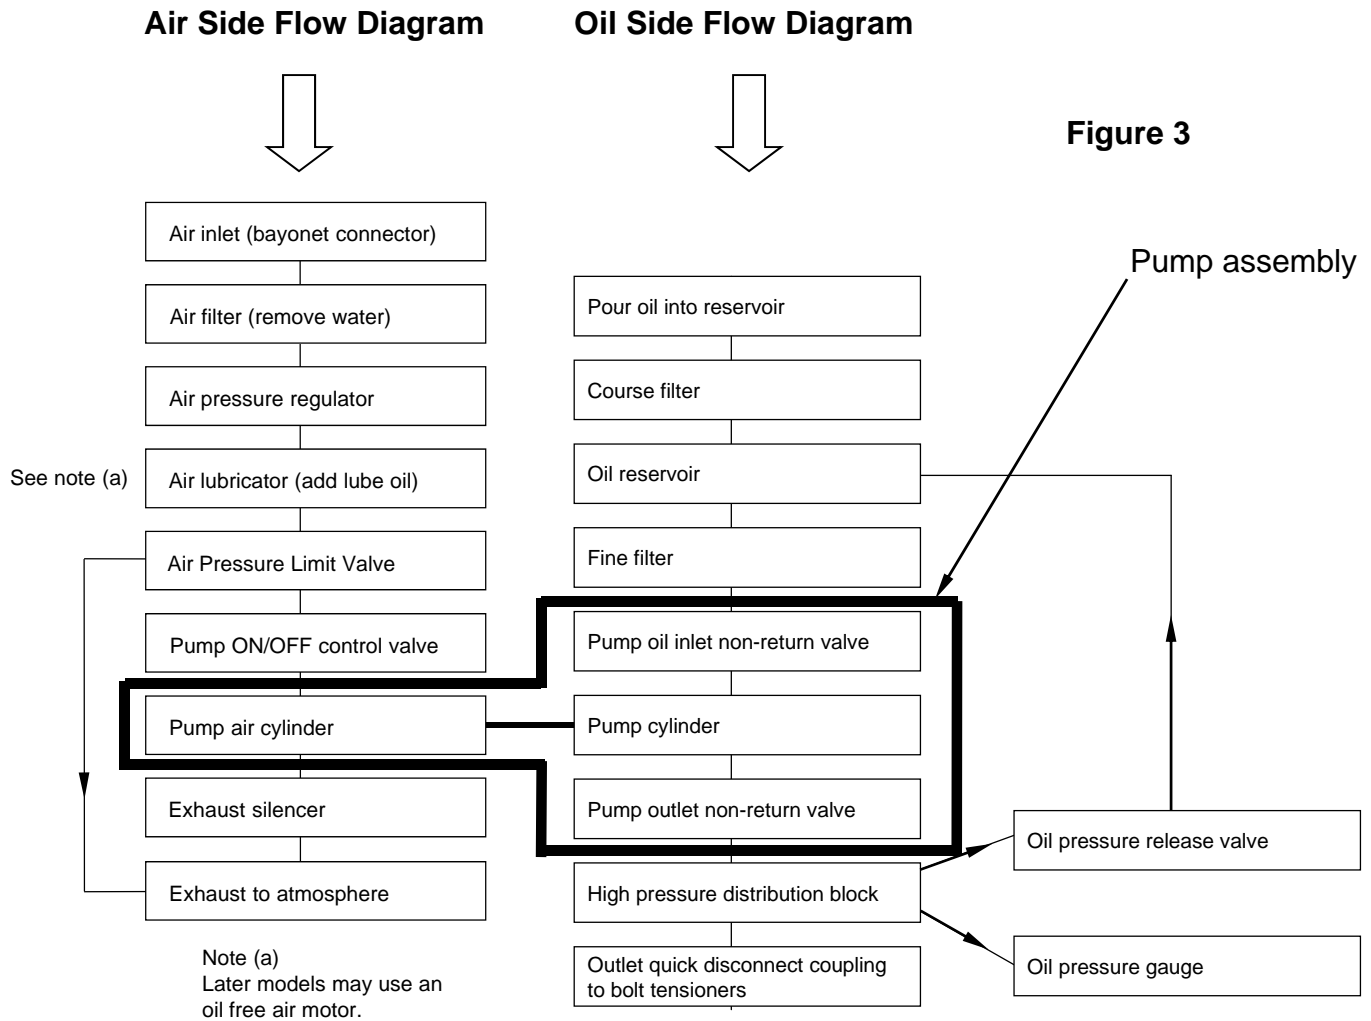 Air Side Flow Diagram
Oil Side Flow Diagram
Figure 3
Air inlet (bayonet connector)
Air filter (remove water)
Air pressure regulator
See note (a)
Air lubricator (add lube oil)
Air Pressure Limit Valve
Pump ON/OFF control valve
Pump air cylinder
Exhaust silencer
Exhaust to atmosphere
Note (a)
Later models may use an
oil free air motor.
Pour oil into reservoir
Course filter
Oil reservoir
Fine filter
Pump oil inlet non-return valve
Pump cylinder
Pump outlet non-return valve
High pressure distribution block
Outlet quick disconnect coupling
to bolt tensioners
Pump assembly
Oil pressure release valve
Oil pressure gauge